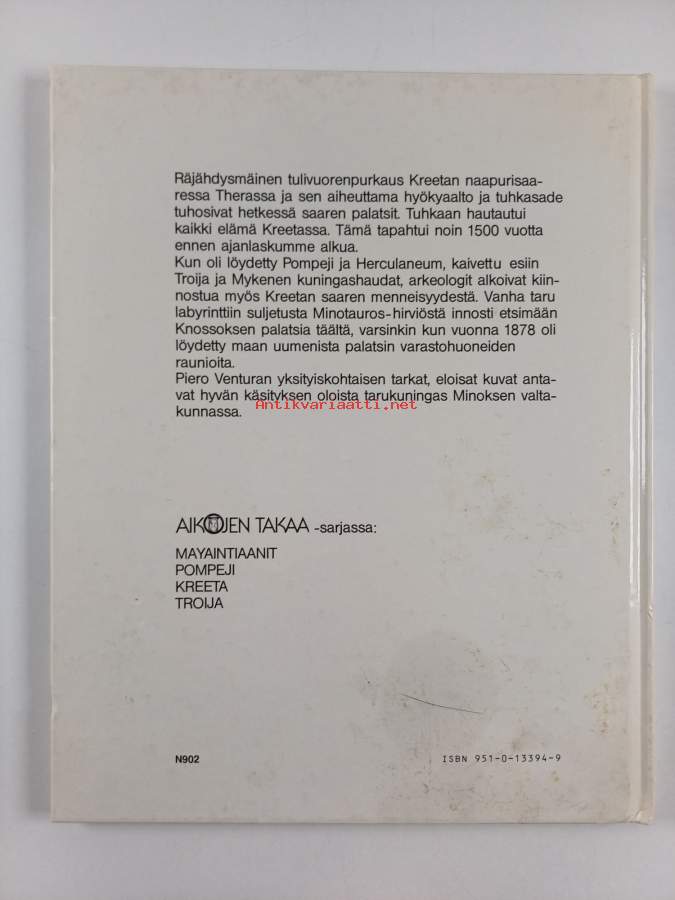 Räjähdysmäinen tulivuorenpurkaus Kreetan naapurisaa-
ressa Therassa ja sen aiheuttama hyökyaalto ja tuhkasade
tuhosivat hetkessä saaren palatsit. Tuhkaan hautautui
kaikki elämä Kreetassa. Tämä tapahtui noin 1500 vuotta
ennen ajanlaskumme alkua.
Kun oli löydetty Pompeji ja Herculaneum, kaivettu esiin
Troija ja Mykenen kuningashaudat, arkeologit alkoivat kiin-
nostua myös Kreetan saaren menneisyydestä. Vanha taru
labyrinttiin suljetusta Minotauros-hirviöstä innosti etsimään
Knossoksen palatsia täältä, varsinkin kun vuonna 1878 oli
löydetty maan uumenista palatsin varastohuoneiden
raunioita.
Piero Venturan yksityiskohtaisen tarkat, eloisat kuvat anta-
vat hyvän käsityksen oloista tarukuningas Minoksen valta-
kunnassa.
Antikvariaatti.net
AIKOJEN TAKAA -sarjassa:
MAYAINTIAANIT
POMPEJI
KREETA
TROIJA
N902
ISBN 951-0-13394-9